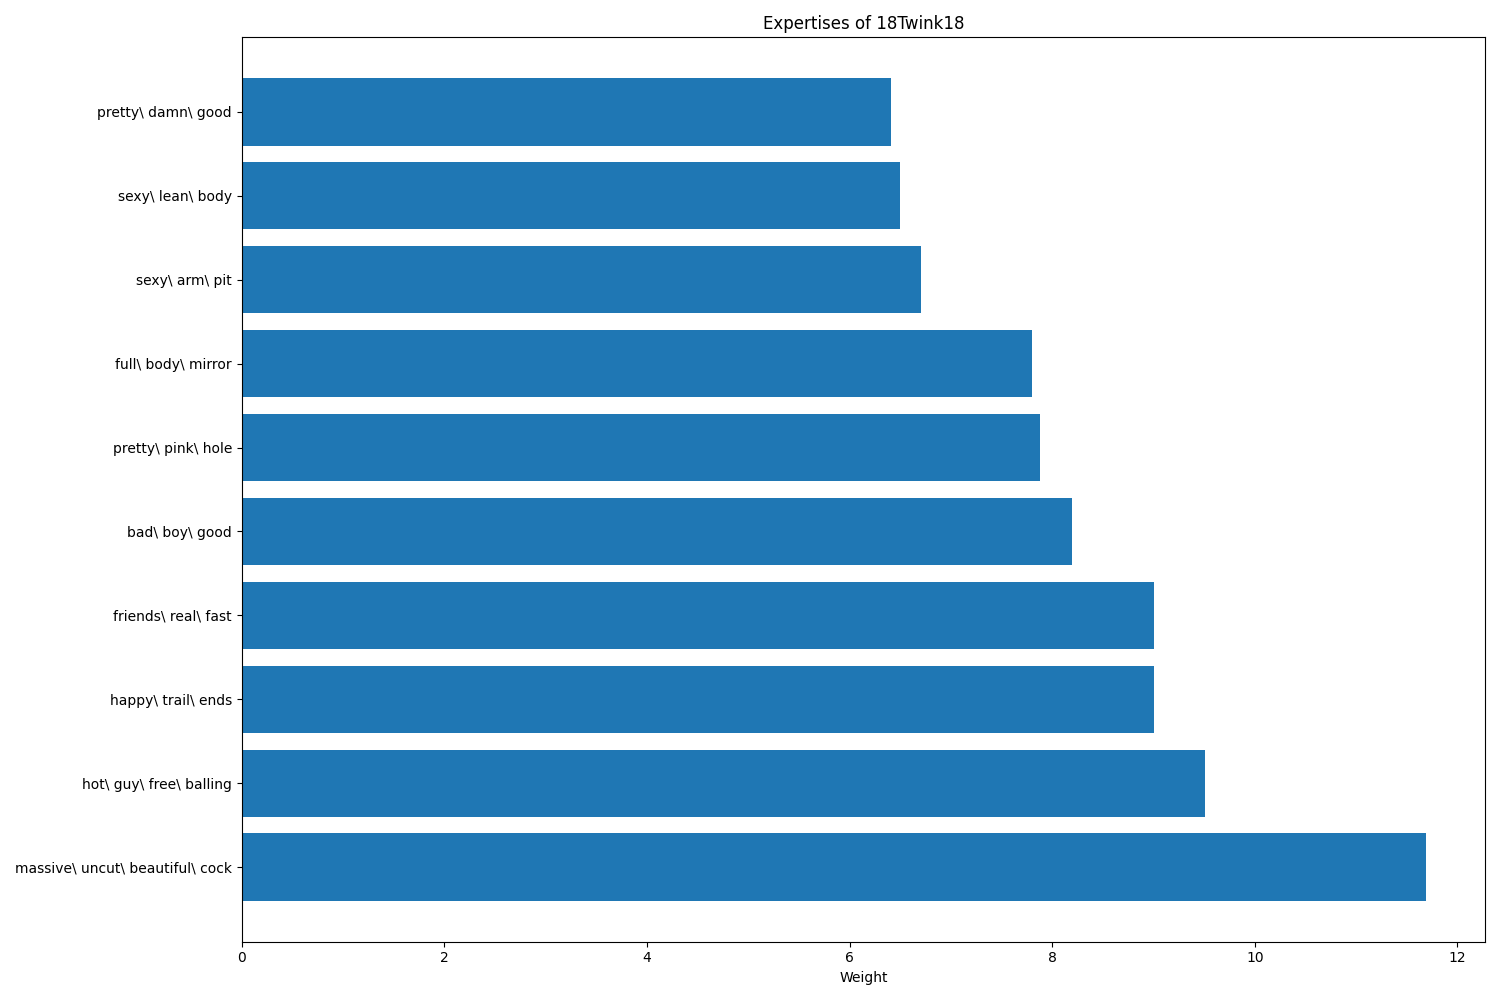 Expertises of 18Twink18
pretty\ damn\ good
sexy\ lean\ body
sexy\ arm\ pit
full\ body\ mirror
pretty\ pink\ hole
bad\ boy\ good
friends\ real\ fast
happy\ trail\ ends
hot\ guy\ free\ balling
massive\ uncut\ beautiful\ cock
0 2 4 6 8 10 12
Weight